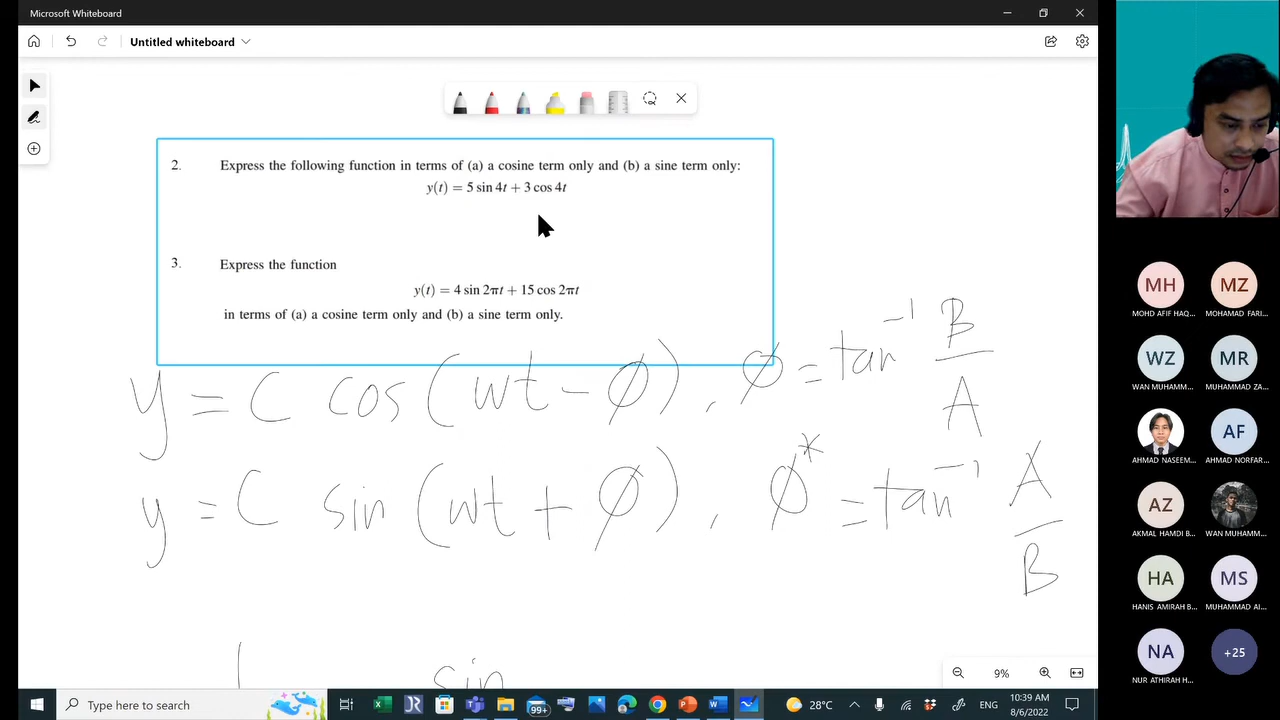 Microsoft Whiteboard
Untitled whiteboard
2. Express the following function in terms of (a) a cosine term only and (b) a sine term only:
y(t) = 5 sin 4t + 3 cos 4t
3. Express the function
y(t) = 4 sin 2πt + 15 cos 2πt
in terms of (a) a cosine term only and (b) a sine term only.
y = C cos (wt - Ø), Ø = tan⁻¹ B/A
y = C sin (wt + Ø), Ø* = tan⁻¹ A/B
sin
9%
MH MZ
MOHD AFIF HAQ... MOHAMAD FARI...
WZ MR
WAN MUHAMM... MUHAMMAD ZA...
AF
AHMAD NASEEM... AHMAD NORFAR...
AZ
AKMAL HAMDI B... WAN MUHAMM...
HA MS
HANIS AMIRAH B... MUHAMMAD AI...
NA +25
NUR ATHIRAH H...
Type here to search
99+
28°C
ENG
10:39 AM
8/6/2022